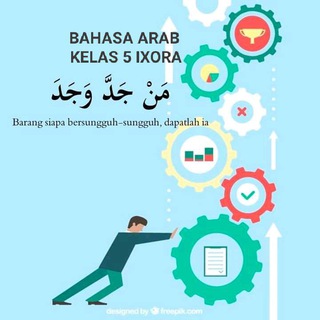 BAHASA ARAB
KELAS 5 IXORA
مَنْ جَدَّ وَجَدَ
Barang siapa bersungguh-sungguh, dapatlah ia
designed by freepik.com